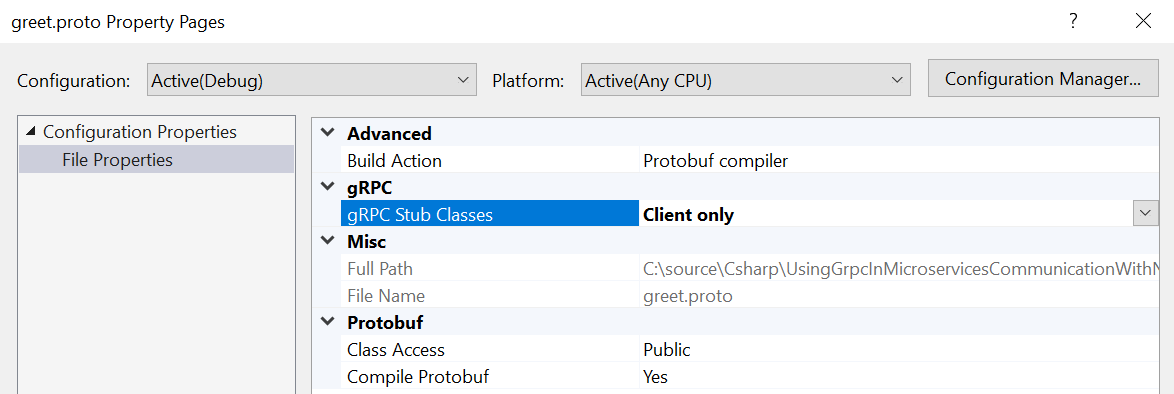 greet.proto Property Pages ?
Configuration: Active(Debug) Platform: Active(Any CPU) Configuration Manager...
Configuration Properties
File Properties
Advanced
Build Action Protobuf compiler
gRPC
gRPC Stub Classes Client only
Misc
Full Path C:\source\Csharp\UsingGrpcInMicroservicesCommunicationWith
File Name greet.proto
Protobuf
Class Access Public
Compile Protobuf Yes